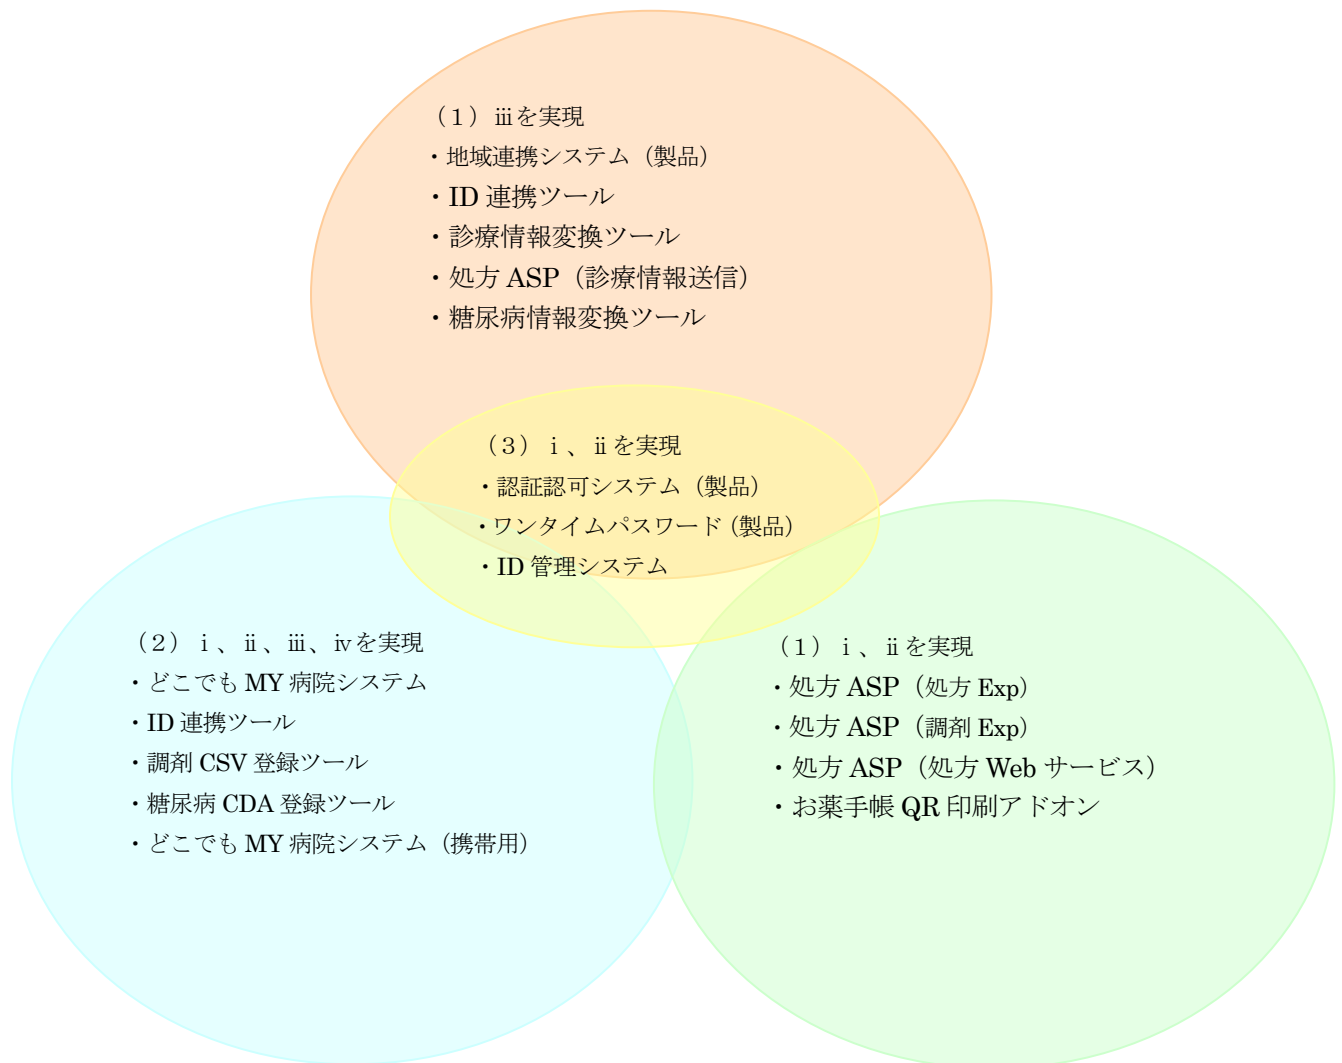 （１）ⅲを実現
・地域連携システム（製品）
・ID 連携ツール
・診療情報変換ツール
・処方 ASP（診療情報送信）
・糖尿病情報変換ツール
（３）ⅰ、ⅱを実現
・認証認可システム（製品）
・ワンタイムパスワード（製品）
・ID 管理システム
（２）ⅰ、ⅱ、ⅲ、ⅳを実現
・どこでも MY 病院システム
・ID 連携ツール
・調剤 CSV 登録ツール
・糖尿病 CDA 登録ツール
・どこでも MY 病院システム（携帯用）
（１）ⅰ、ⅱを実現
・処方 ASP（処方 Exp）
・処方 ASP（調剤 Exp）
・処方 ASP（処方 Web サービス）
・お薬手帳 QR 印刷アドオン